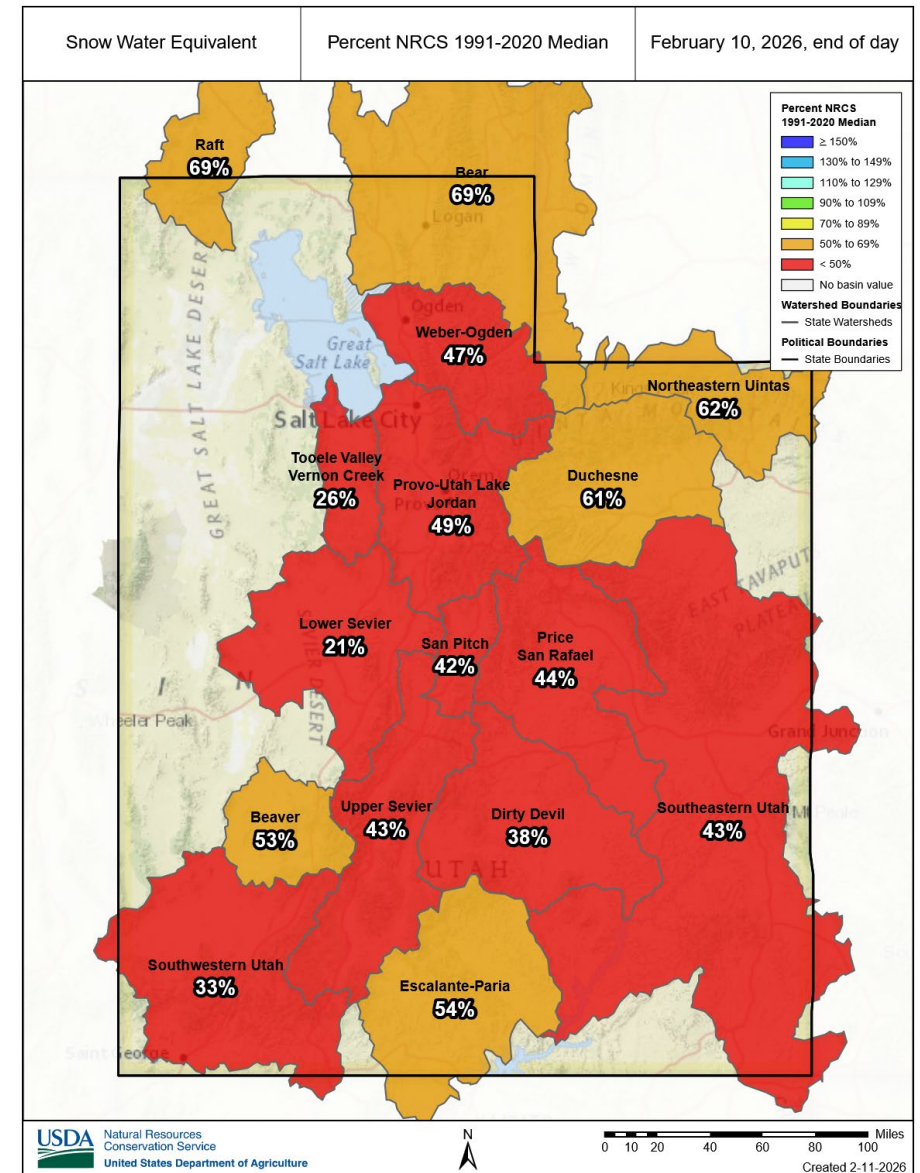 Snow Water Equivalent
Percent NRCS 1991-2020 Median
February 10, 2026, end of day
Percent NRCS
1991-2020 Median
≥ 150%
130% to 149%
110% to 129%
90% to 109%
70% to 89%
50% to 69%
< 50%
No basin value
Watershed Boundaries
State Watersheds
Political Boundaries
State Boundaries
Raft
69%
Bear
69%
Logan
Ogden
Weber-Ogden
47%
Great
Salt Lake
GREAT SALT LAKE DESERT
Northeastern Uintas
62%
Salt Lake City
Tooele Valley
Vernon Creek
26%
Orem
Provo-Utah Lake
Jordan
49%
Duchesne
61%
EAST TAVAPUTS
PLATEAU
Lower Sevier
21%
San Pitch
42%
Price
San Rafael
44%
SEVIER DESERT
Wheeler Peak
Grand Junction
Beaver
53%
Upper Sevier
43%
Dirty Devil
38%
Southeastern Utah
43%
UTAH
Southwestern Utah
33%
Escalante-Paria
54%
Saint George
USDA
Natural Resources
Conservation Service
United States Department of Agriculture
N
Miles
0 10 20 40 60 80 100
Created 2-11-2026